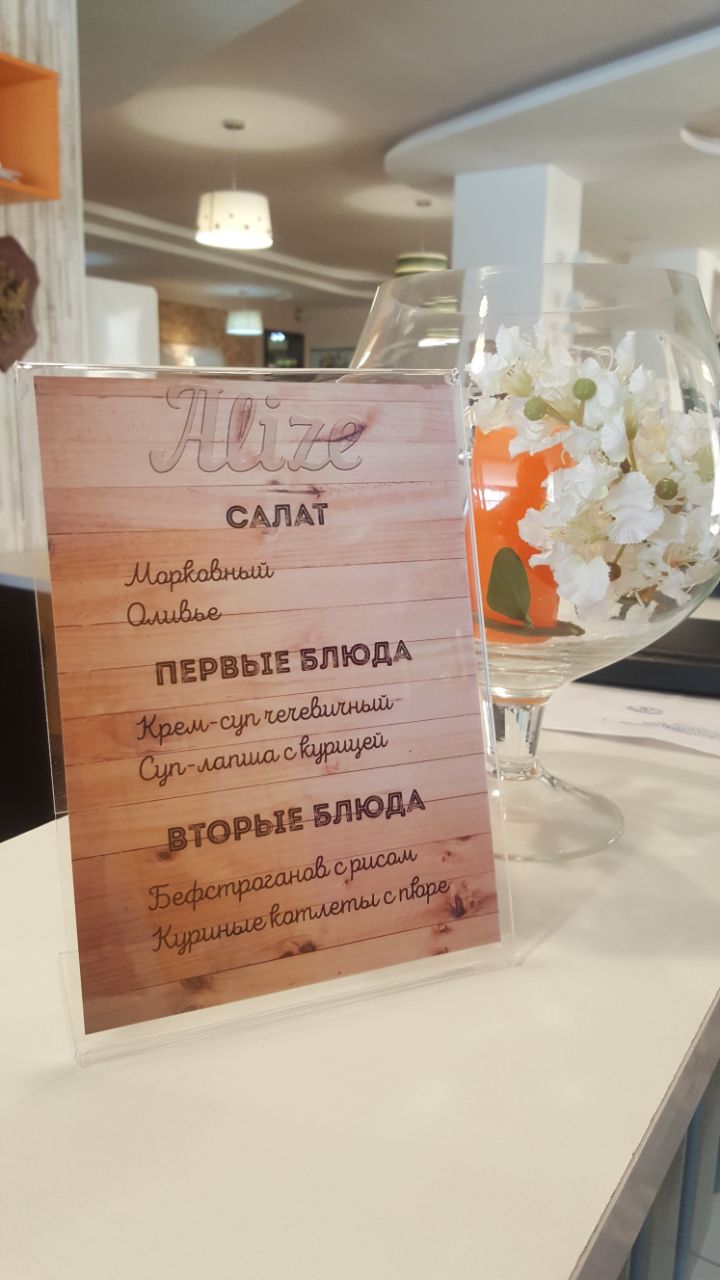 Alize
САЛАТ
Морковный
Оливье
ПЕРВЫЕ БЛЮДА
Крем-суп чечевичный
Суп-лапша с курицей
ВТОРЫЕ БЛЮДА
Бефстроганов с рисом
Куриные котлеты с пюре